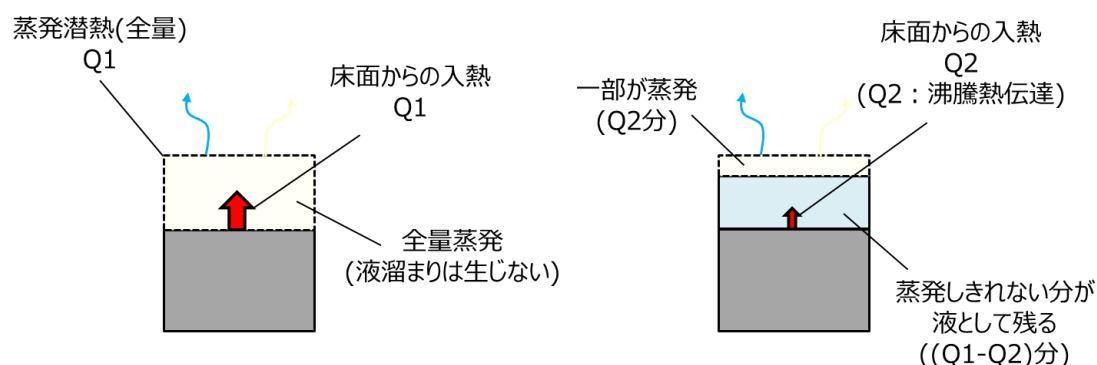 蒸発潜熱(全量)
Q1
床面からの入熱
Q1
全量蒸発
(液溜まりは生じない)
床面からの入熱
Q2
(Q2：沸騰熱伝達)
一部が蒸発
(Q2分)
蒸発しきれない分が
液として残る
((Q1-Q2)分)